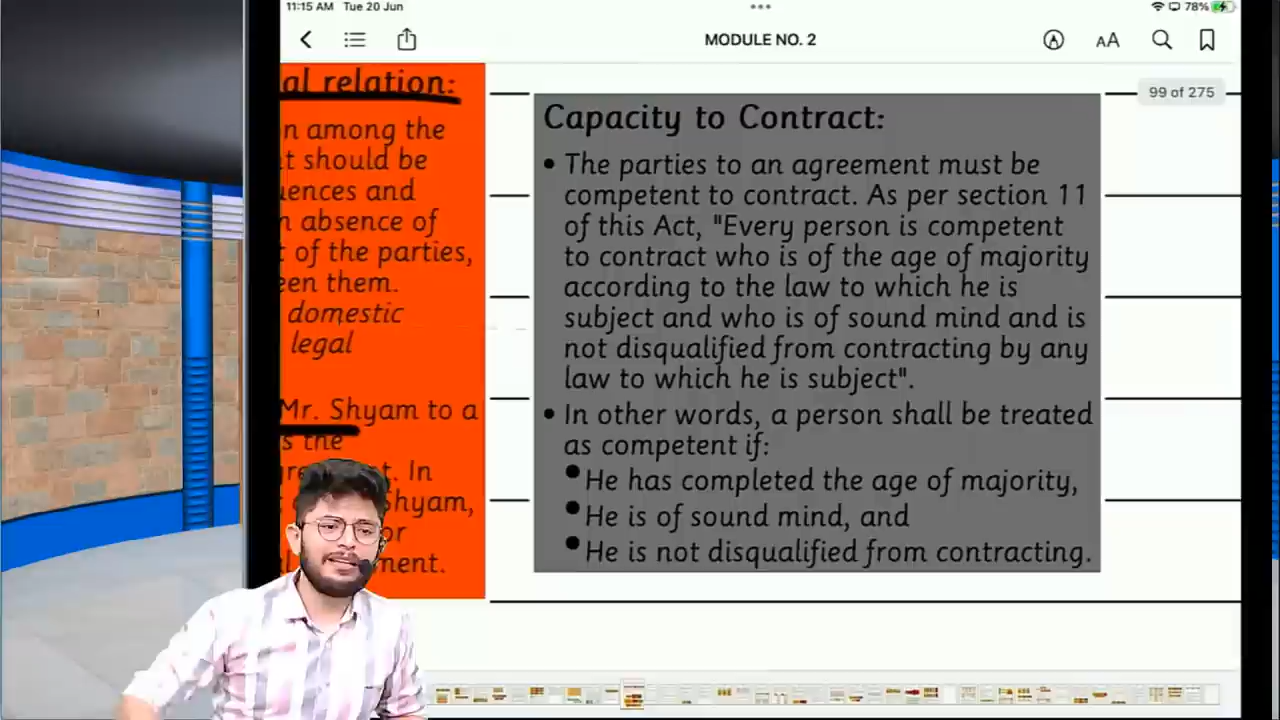 11:15 AM Tue 20 Jun
78%
MODULE NO. 2
AA
99 of 275
al relation:
n among the
t should be
uences and
n absence of
t of the parties,
een them.
domestic
legal
Mr. Shyam to a
s the
In
Shyam,
or
ment.
Capacity to Contract:
• The parties to an agreement must be
competent to contract. As per section 11
of this Act, "Every person is competent
to contract who is of the age of majority
according to the law to which he is
subject and who is of sound mind and is
not disqualified from contracting by any
law to which he is subject".
• In other words, a person shall be treated
as competent if:
• He has completed the age of majority,
• He is of sound mind, and
• He is not disqualified from contracting.